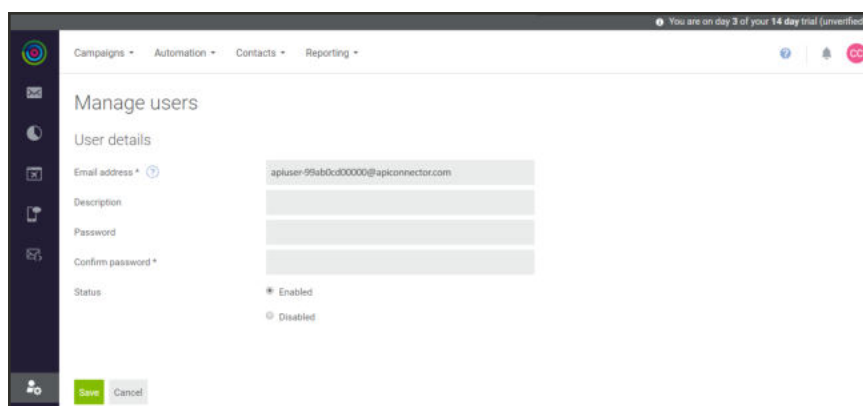 You are on day 3 of your 14 day trial (unverified
Campaigns Automation Contacts Reporting
CC
Manage users
User details
Email address * ?
apiuser-99ab0cd00000@apiconnector.com
Description
Password
Confirm password *
Status
Enabled
Disabled
Save Cancel